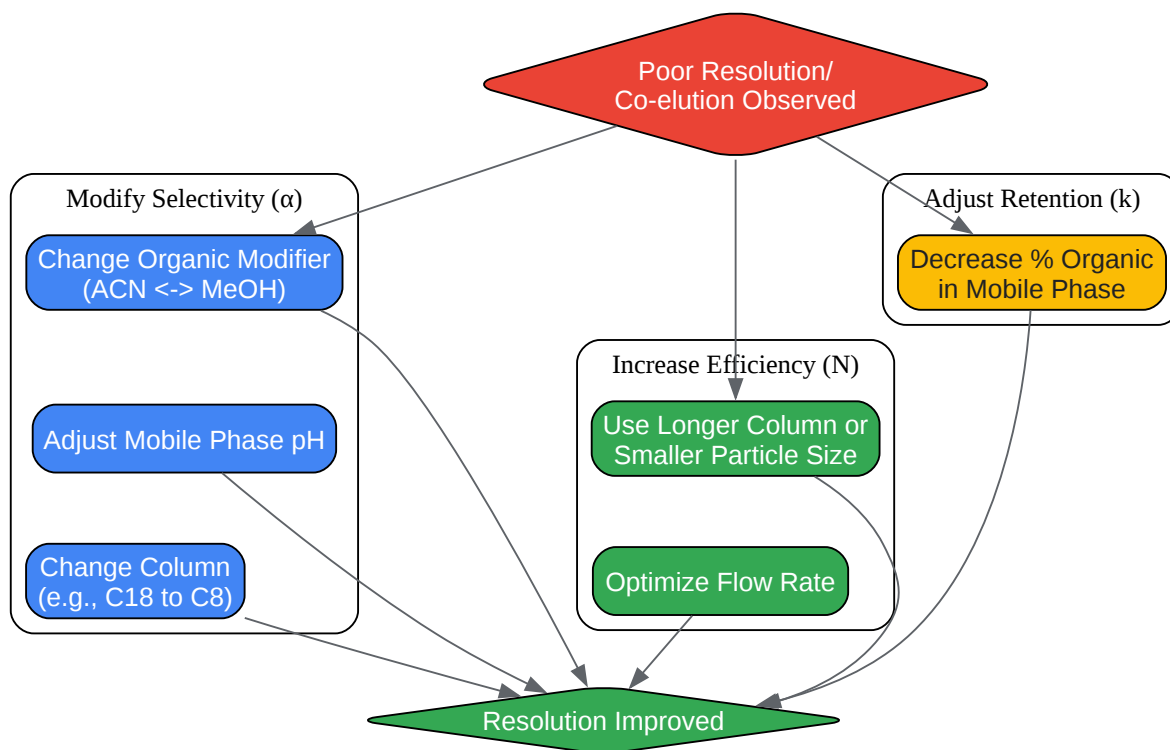 Poor Resolution/
Co-elution Observed
Modify Selectivity (α)
Change Organic Modifier
(ACN <-> MeOH)
Adjust Mobile Phase pH
Change Column
(e.g., C18 to C8)
Increase Efficiency (N)
Use Longer Column or
Smaller Particle Size
Optimize Flow Rate
Adjust Retention (k)
Decrease % Organic
in Mobile Phase
Resolution Improved